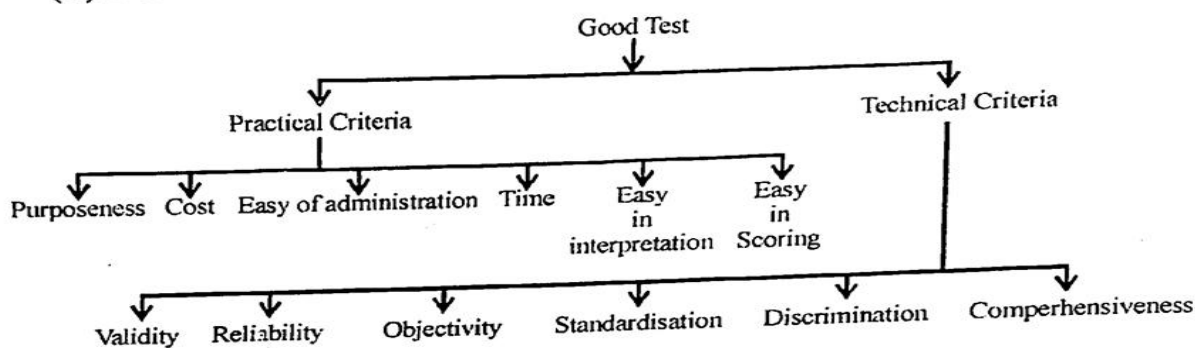 Good Test
Practical Criteria
Technical Criteria
Purposeness Cost Easy of administration Time Easy in interpretation Easy in Scoring
Validity Reliability Objectivity Standardisation Discrimination Comperhensiveness